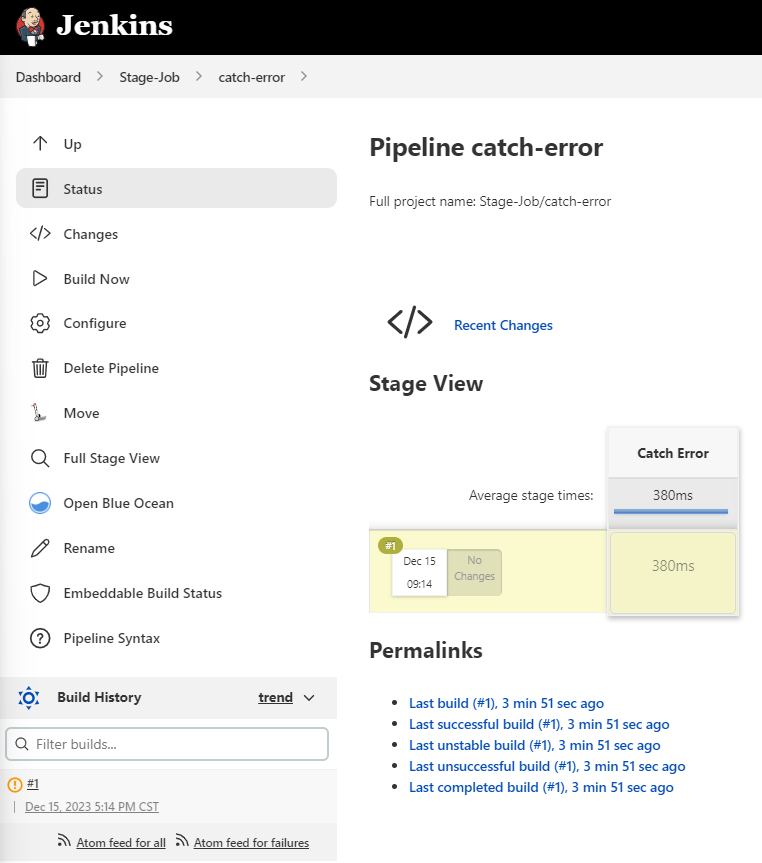 Jenkins
Dashboard > Stage-Job > catch-error >
Up
Status
Changes
Build Now
Configure
Delete Pipeline
Move
Full Stage View
Open Blue Ocean
Rename
Embeddable Build Status
Pipeline Syntax
Build History trend
Filter builds...
#1
Dec 15, 2023 5:14 PM CST
Atom feed for all Atom feed for failures
Pipeline catch-error
Full project name: Stage-Job/catch-error
Recent Changes
Stage View
Catch Error
Average stage times: 380ms
#1
Dec 15
09:14
No
Changes
380ms
Permalinks
Last build (#1), 3 min 51 sec ago
Last successful build (#1), 3 min 51 sec ago
Last unstable build (#1), 3 min 51 sec ago
Last unsuccessful build (#1), 3 min 51 sec ago
Last completed build (#1), 3 min 51 sec ago